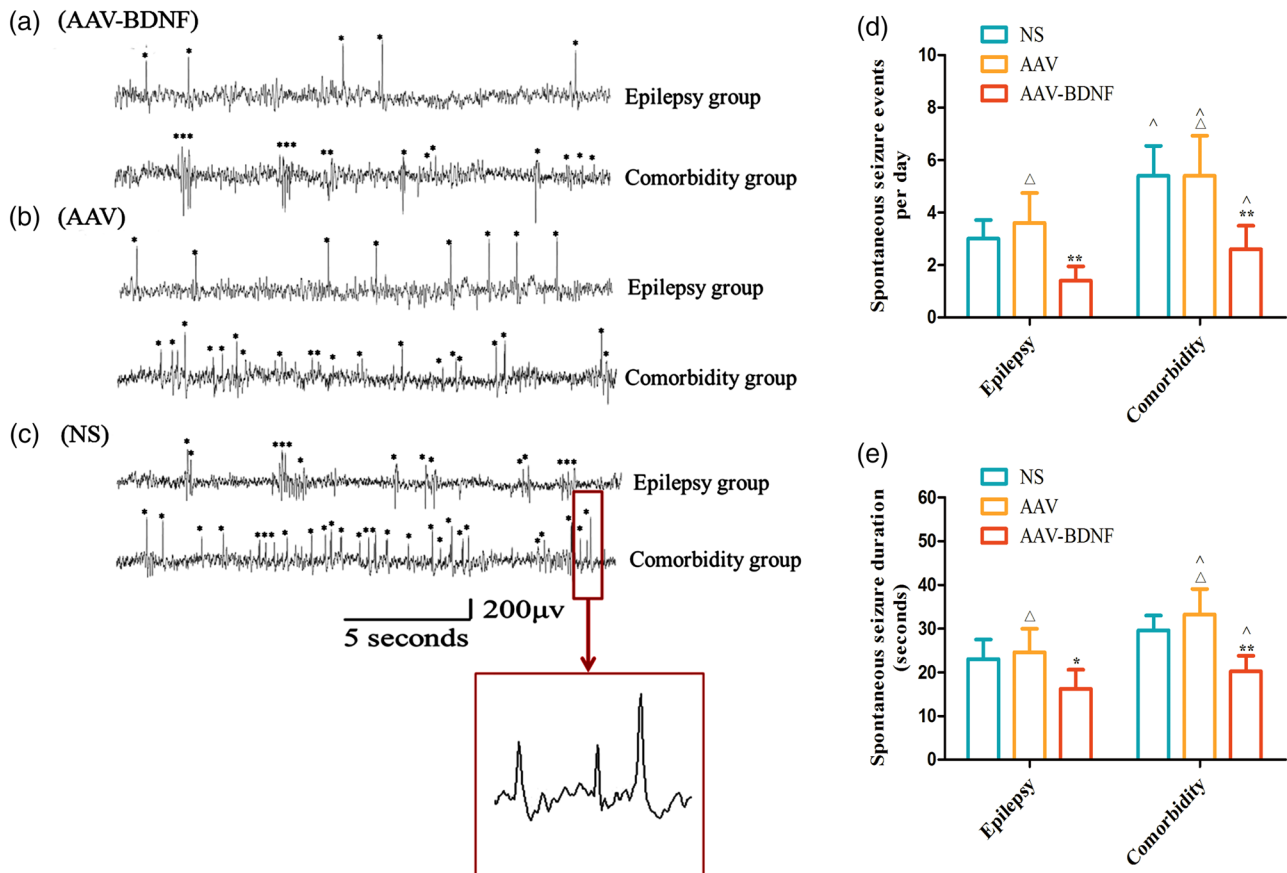 (a) (AAV-BDNF)
Epilepsy group
Comorbidity group
(b) (AAV)
Epilepsy group
Comorbidity group
(c) (NS)
Epilepsy group
Comorbidity group
200μv
5 seconds
(d)
NS
AAV
AAV-BDNF
Spontaneous seizure events
per day
10
8
6
4
2
0
^
^
△
△
^
**
**
Epilepsy
Comorbidity
(e)
NS
AAV
AAV-BDNF
Spontaneous seizure duration
(seconds)
60
50
40
30
20
10
0
^
△
△
^
*
**
Epilepsy
Comorbidity